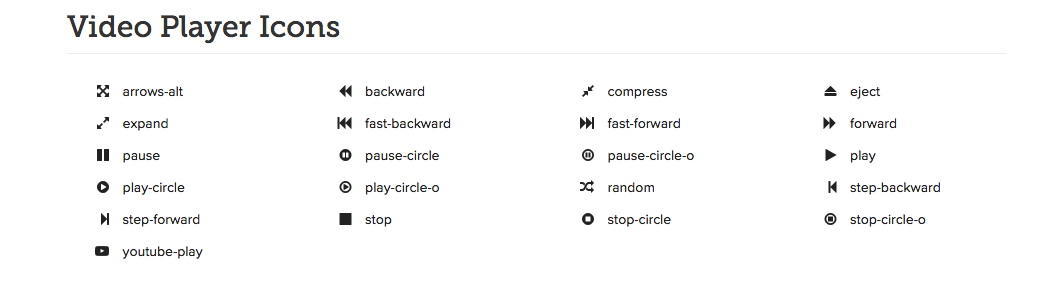 Video Player Icons
arrows-alt backward compress eject
expand fast-backward fast-forward forward
pause pause-circle pause-circle-o play
play-circle play-circle-o random step-backward
step-forward stop stop-circle stop-circle-o
youtube-play